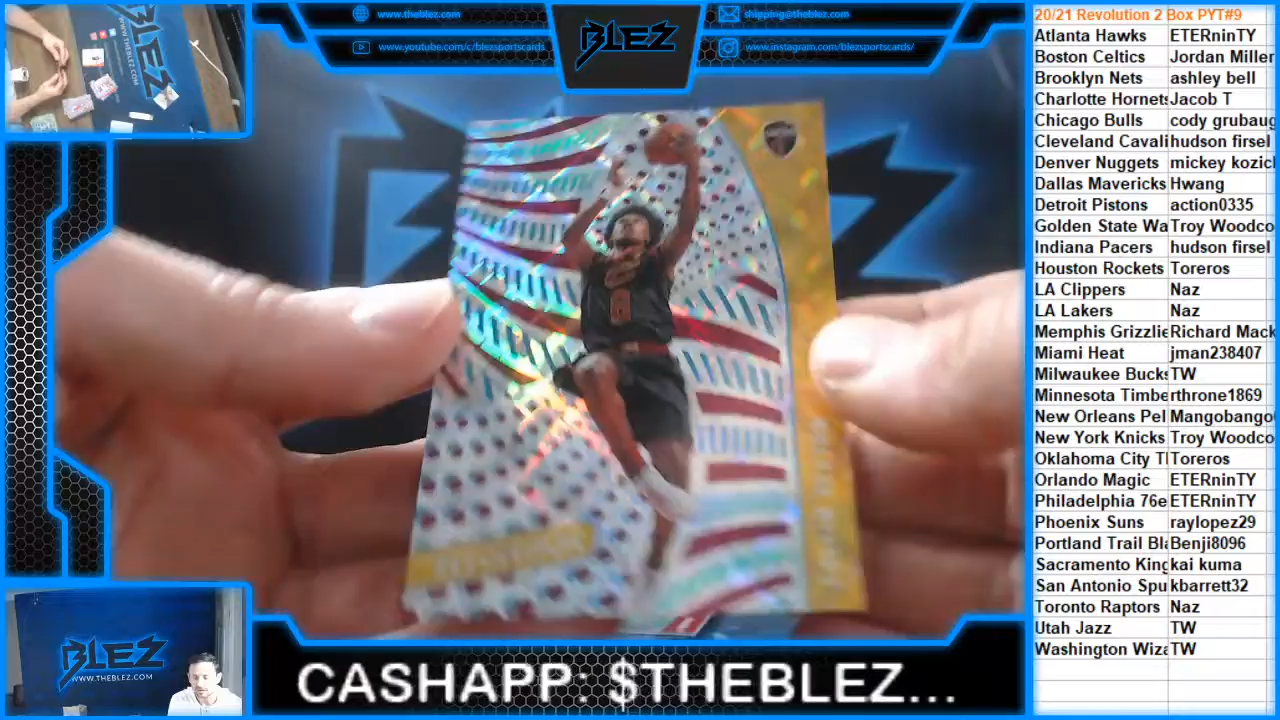 www.theblez.com
www.youtube.com/c/blezsportscards
BLEZ
shipping@theblez.com
www.instagram.com/blezsportscards/
BLEZ
WWW.THEBLEZ.COM
8
BLEZ
WWW.THEBLEZ.COM
CASHAPP: $THEBLEZ...
20/21 Revolution 2 Box PYT#9
Atlanta Hawks ETERninTY
Boston Celtics Jordan Miller
Brooklyn Nets ashley bell
Charlotte Hornets Jacob T
Chicago Bulls cody grubaug
Cleveland Cavali hudson firsel
Denver Nuggets mickey kozic
Dallas Mavericks Hwang
Detroit Pistons action0335
Golden State Wa Troy Woodco
Indiana Pacers hudson firsel
Houston Rockets Toreros
LA Clippers Naz
LA Lakers Naz
Memphis Grizzlie Richard Mack
Miami Heat jman238407
Milwaukee Bucks TW
Minnesota Timbe rthrone1869
New Orleans Pel Mangobango
New York Knicks Troy Woodco
Oklahoma City T Toreros
Orlando Magic ETERninTY
Philadelphia 76e ETERninTY
Phoenix Suns raylopez29
Portland Trail Bla Benji8096
Sacramento King kai kuma
San Antonio Spu kbarrett32
Toronto Raptors Naz
Utah Jazz TW
Washington Wiza TW